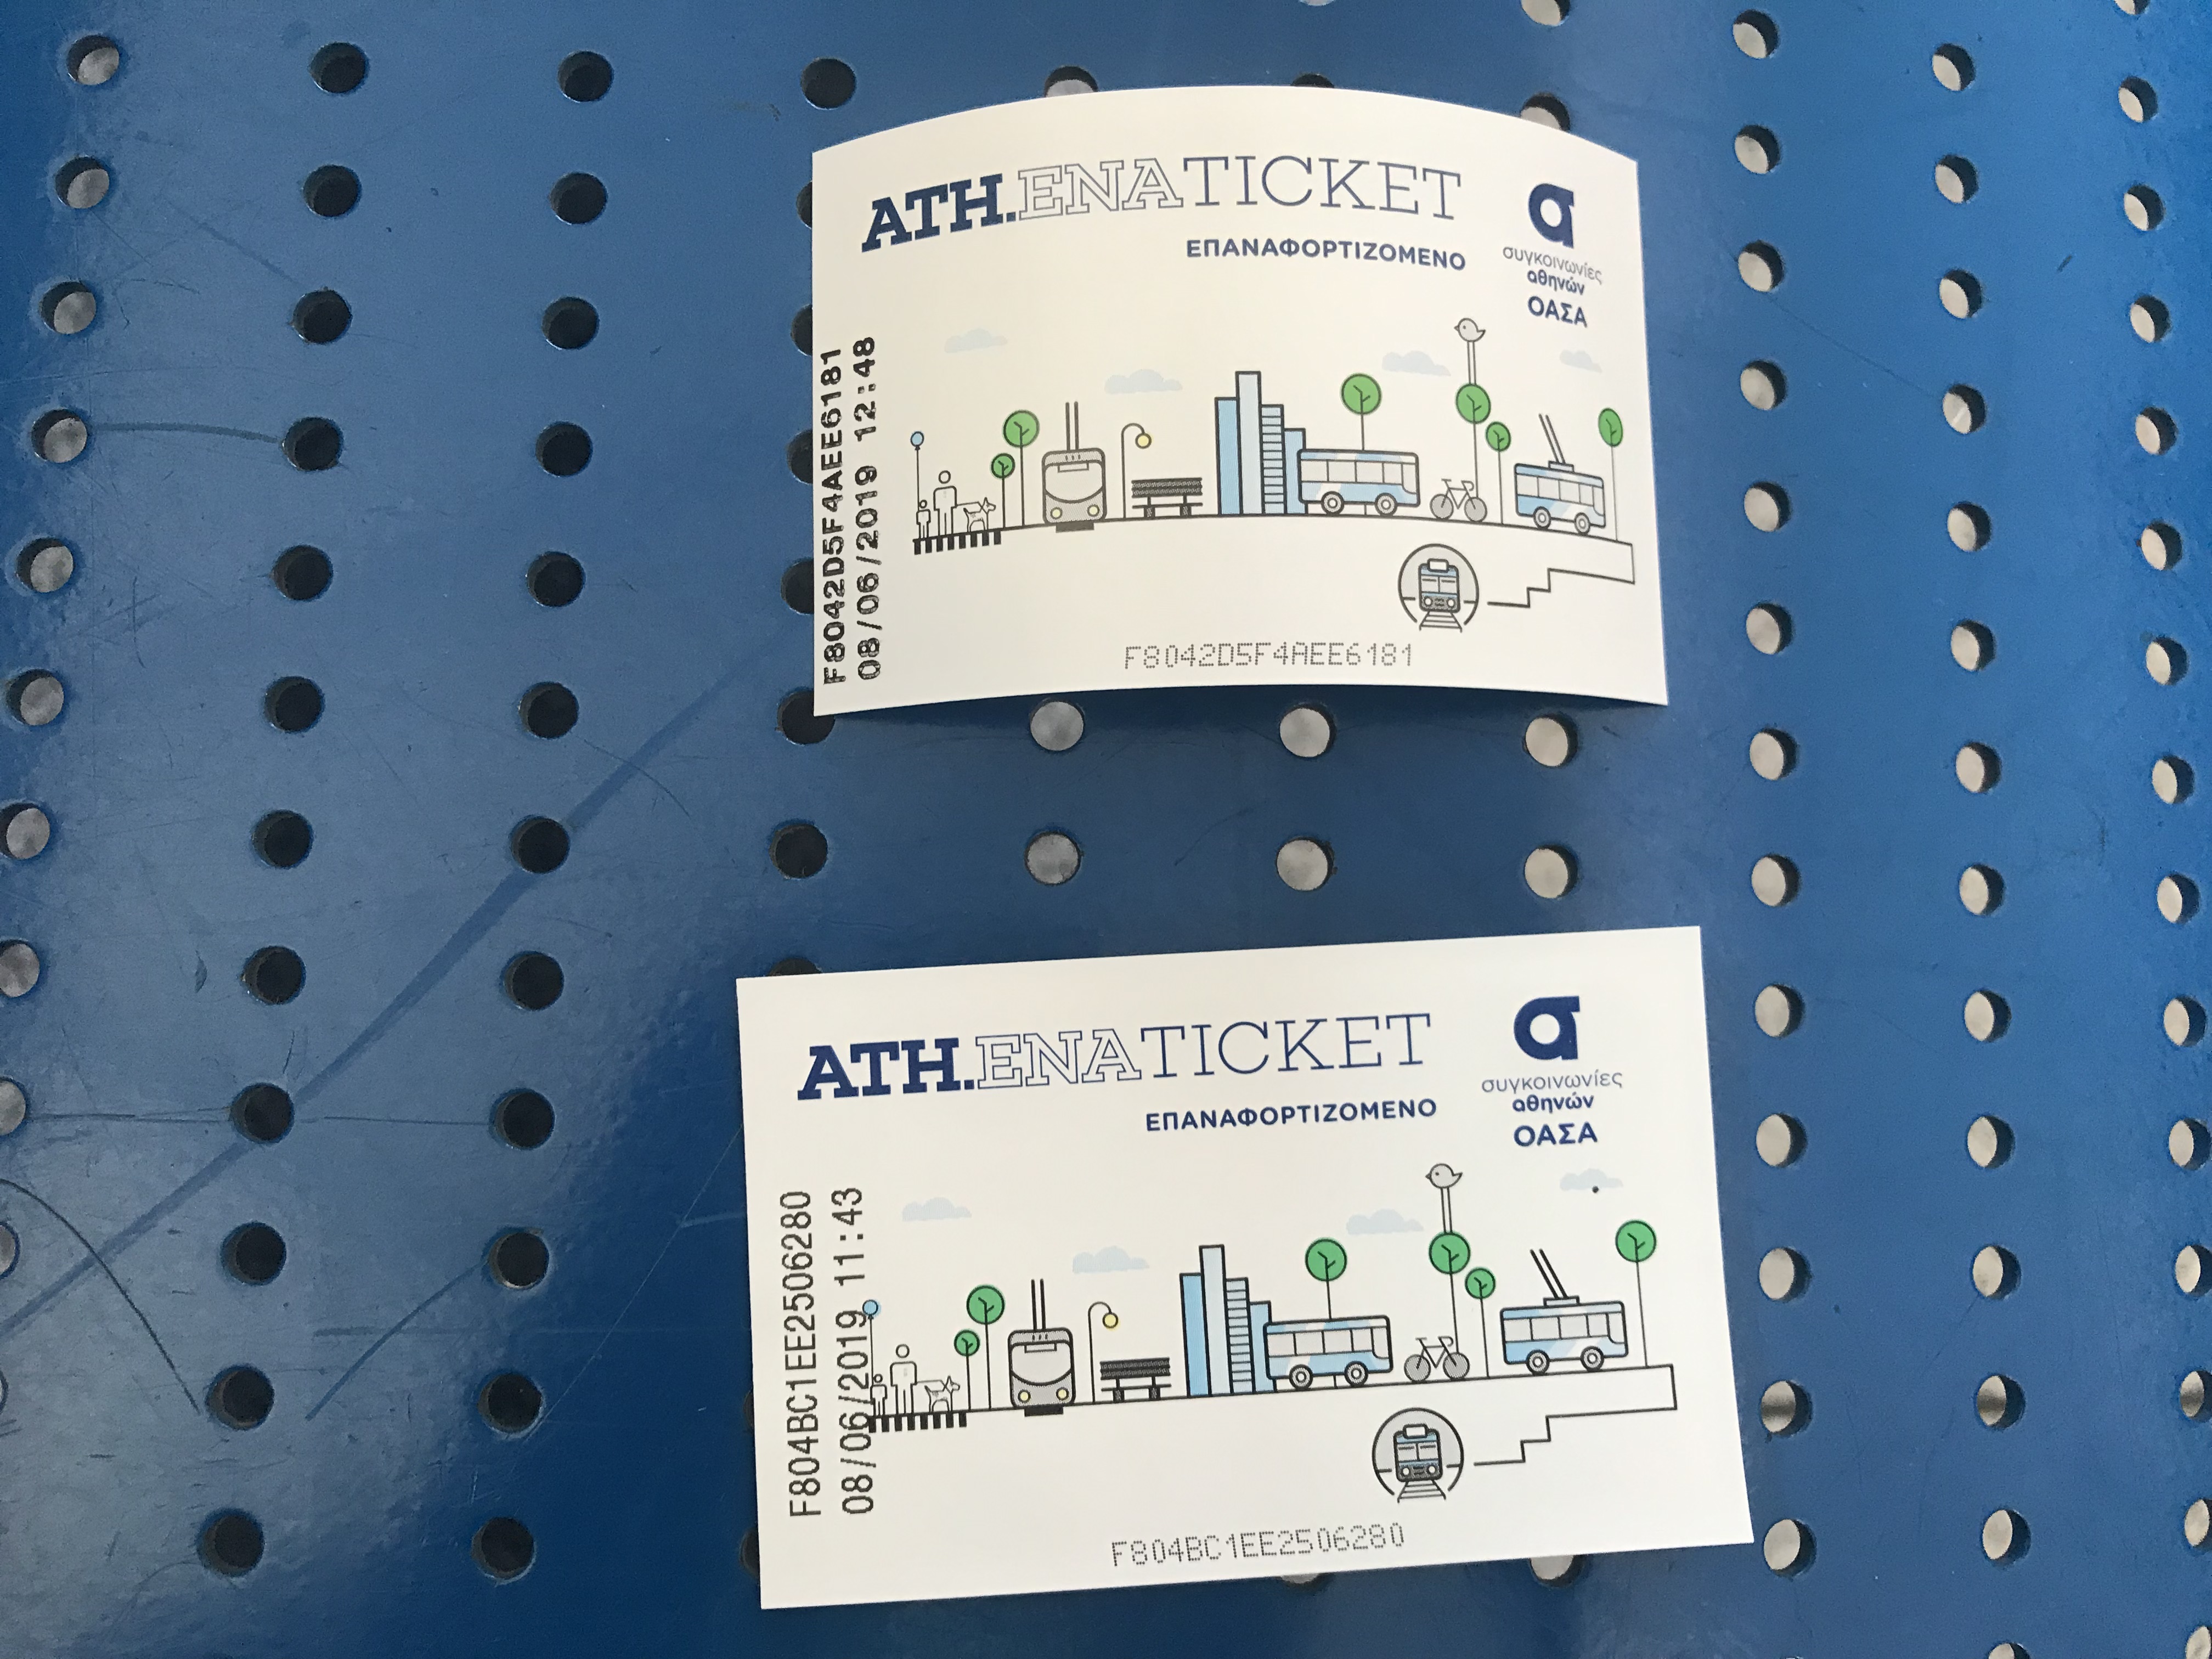 ATH.ENATICKET
ΕΠΑΝΑΦΟΡΤΙΖΟΜΕΝΟ
συγκοινωνίες
αθηνών
ΟΑΣΑ
F8042D5F4AEE6181
08/06/2019 12:48
F8042D5F4AEE6181
ATH.ENATICKET
ΕΠΑΝΑΦΟΡΤΙΖΟΜΕΝΟ
συγκοινωνίες
αθηνών
ΟΑΣΑ
F804BC1EE2506280
08/06/2019 11:43
F804BC1EE2506280